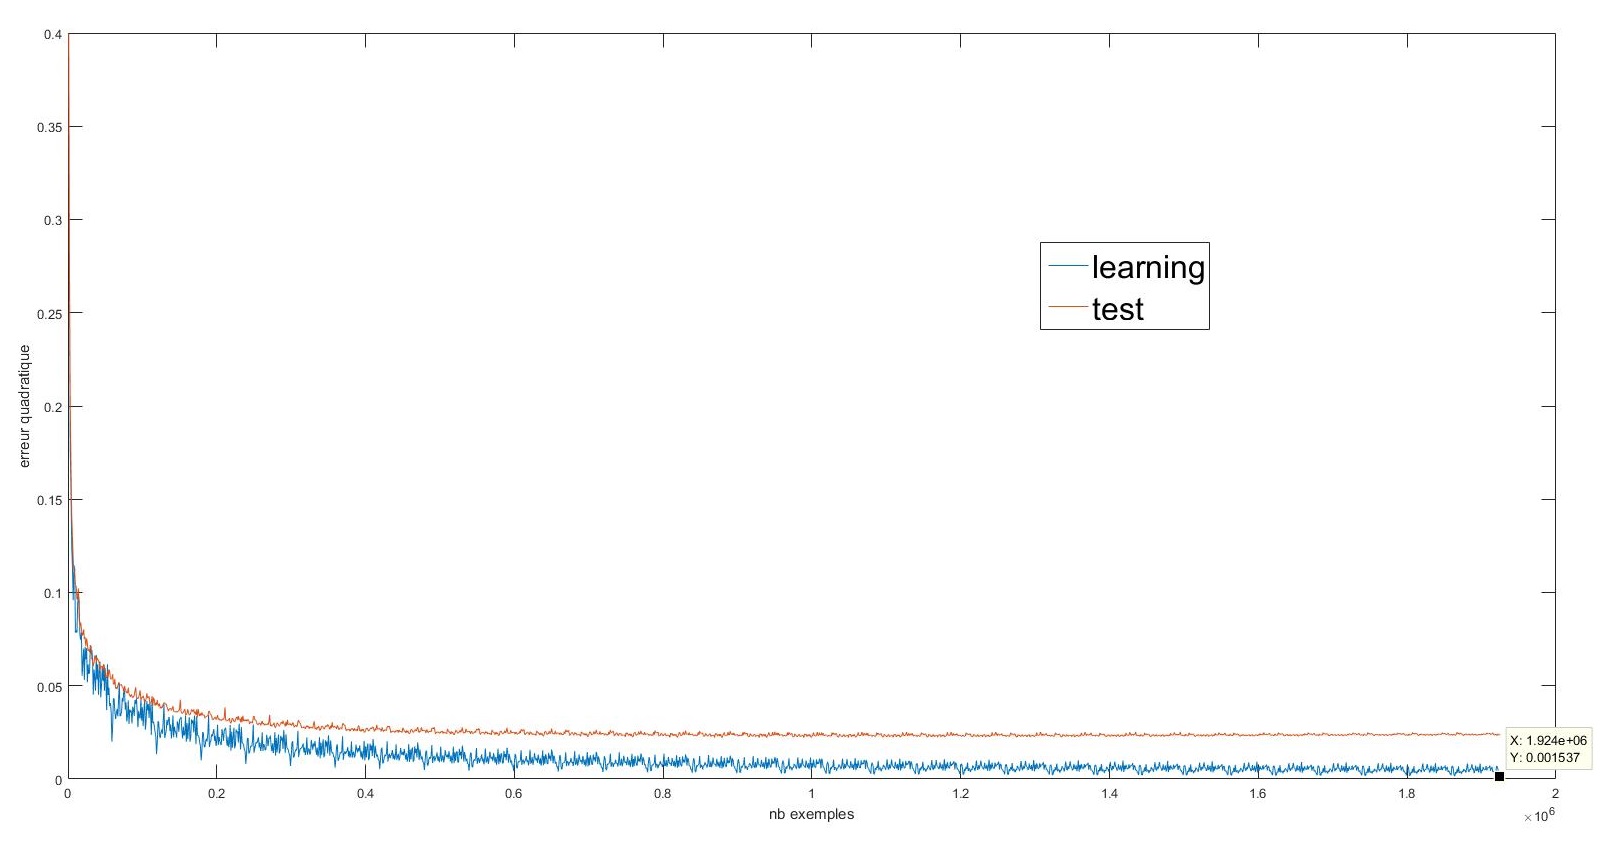 0.4
0.35
0.3
0.25
0.2
0.15
0.1
0.05
0
erreur quadratique
learning
test
X: 1.924e+06
Y: 0.001537
0 0.2 0.4 0.6 0.8 1 1.2 1.4 1.6 1.8 2
nb exemples
×10⁶